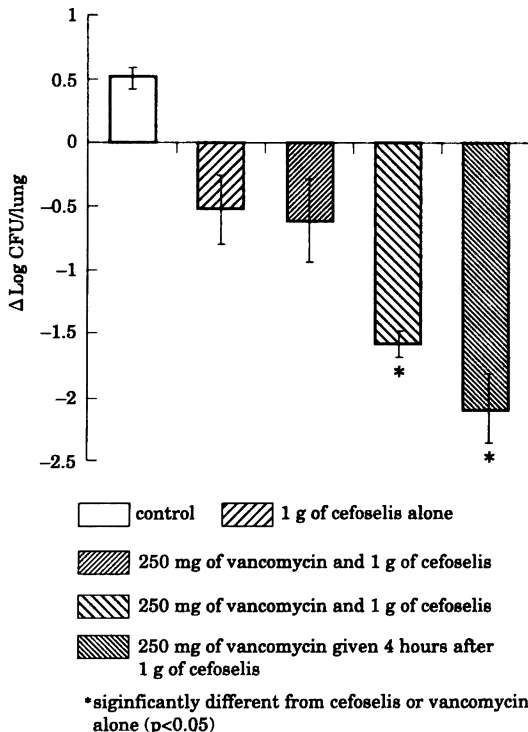 1
0.5
0
−0.5
−1
−1.5
−2
−2.5
Δ Log CFU/lung
*
*
control
1 g of cefoselis alone
250 mg of vancomycin and 1 g of cefoselis
250 mg of vancomycin and 1 g of cefoselis
250 mg of vancomycin given 4 hours after
1 g of cefoselis
*siginficantly different from cefoselis or vancomycin
alone (p<0.05)